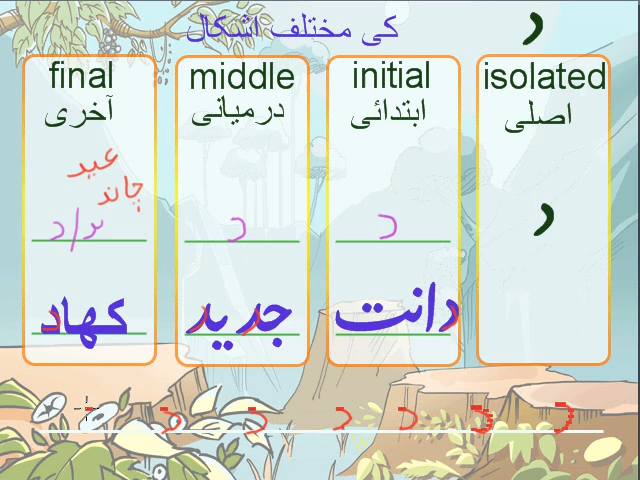 د کی مختلف اشکال
isolated initial middle final
اصلی ابتدائی درمیانی آخری
عید
چاند
د د د د/ﺪ
دانت جدید کھاد
د د د د د د د